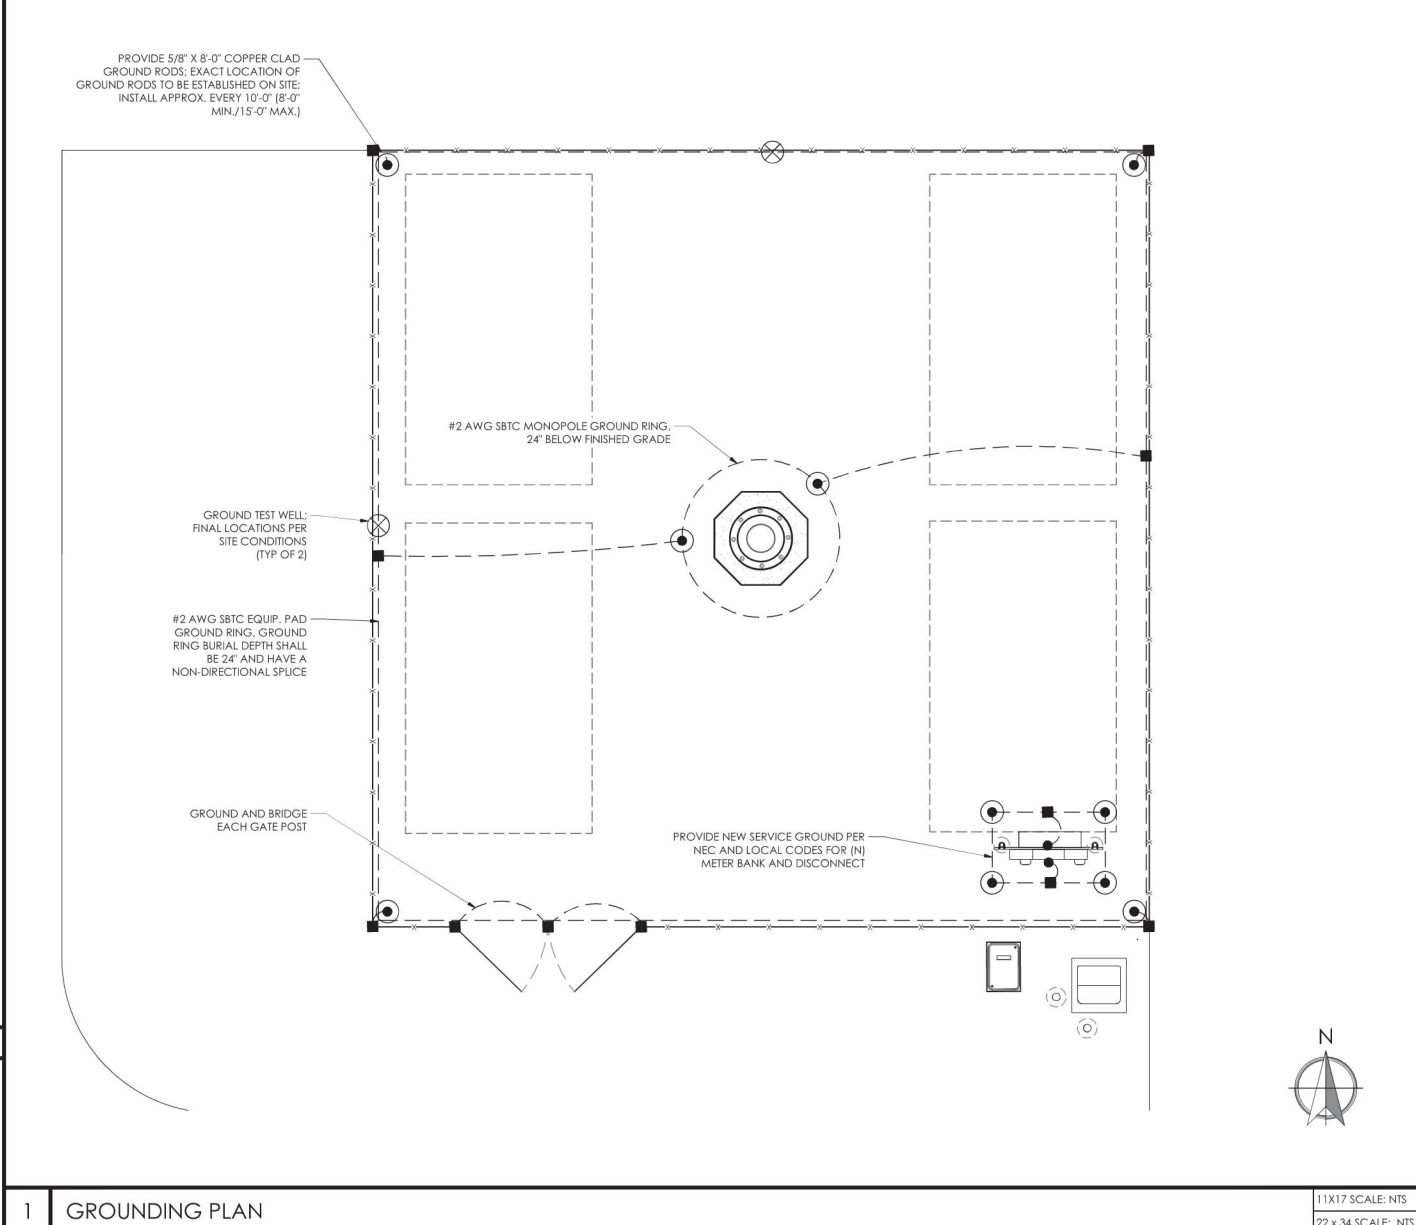 PROVIDE 5/8" X 8'-0" COPPER CLAD
GROUND RODS; EXACT LOCATION OF
GROUND RODS TO BE ESTABLISHED ON SITE;
INSTALL APPROX. EVERY 10'-0" (8'-0"
MIN./15'-0" MAX.)
#2 AWG SBTC MONOPOLE GROUND RING,
24" BELOW FINISHED GRADE
GROUND TEST WELL;
FINAL LOCATIONS PER
SITE CONDITIONS
(TYP OF 2)
#2 AWG SBTC EQUIP. PAD
GROUND RING, GROUND
RING BURIAL DEPTH SHALL
BE 24" AND HAVE A
NON-DIRECTIONAL SPLICE
GROUND AND BRIDGE
EACH GATE POST
PROVIDE NEW SERVICE GROUND PER
NEC AND LOCAL CODES FOR (N)
METER BANK AND DISCONNECT
N
1 GROUNDING PLAN
11X17 SCALE: NTS
22 x 34 SCALE: NTS